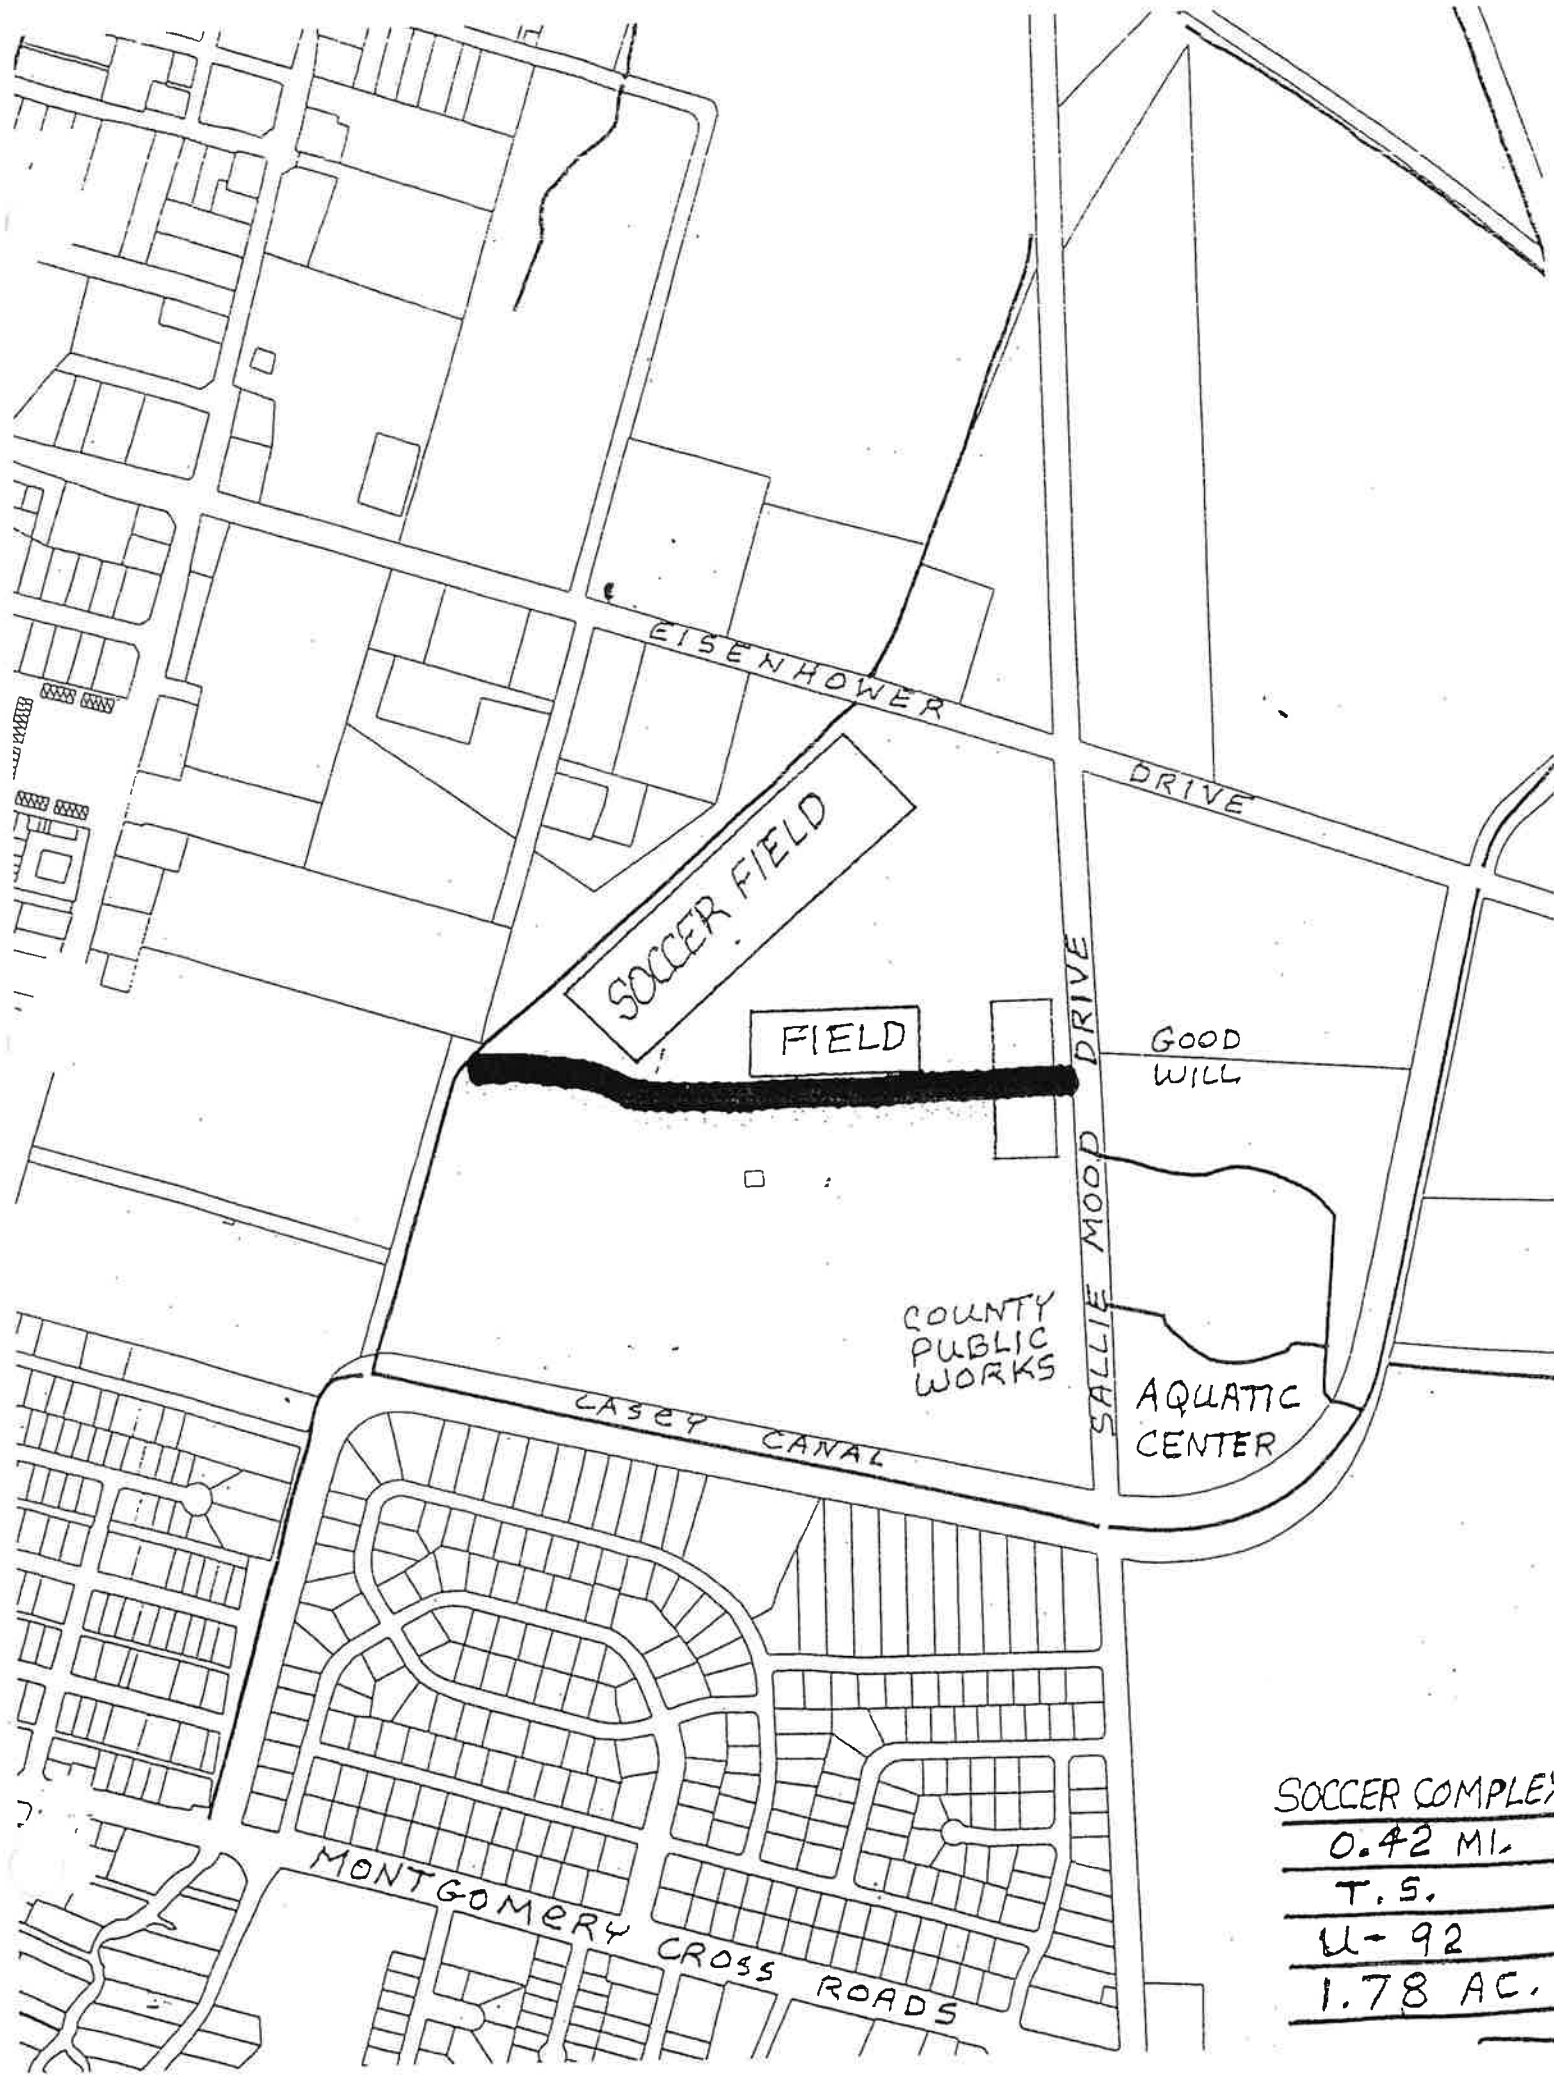 EISENHOWER
DRIVE
SOCCER FIELD
FIELD
SALLIE MOOD DRIVE
GOOD
WILL
COUNTY
PUBLIC
WORKS
AQUATIC
CENTER
CASEY CANAL
MONTGOMERY CROSS ROADS
SOCCER COMPLEX
0.42 MI.
T.S.
U-92
1.78 AC.